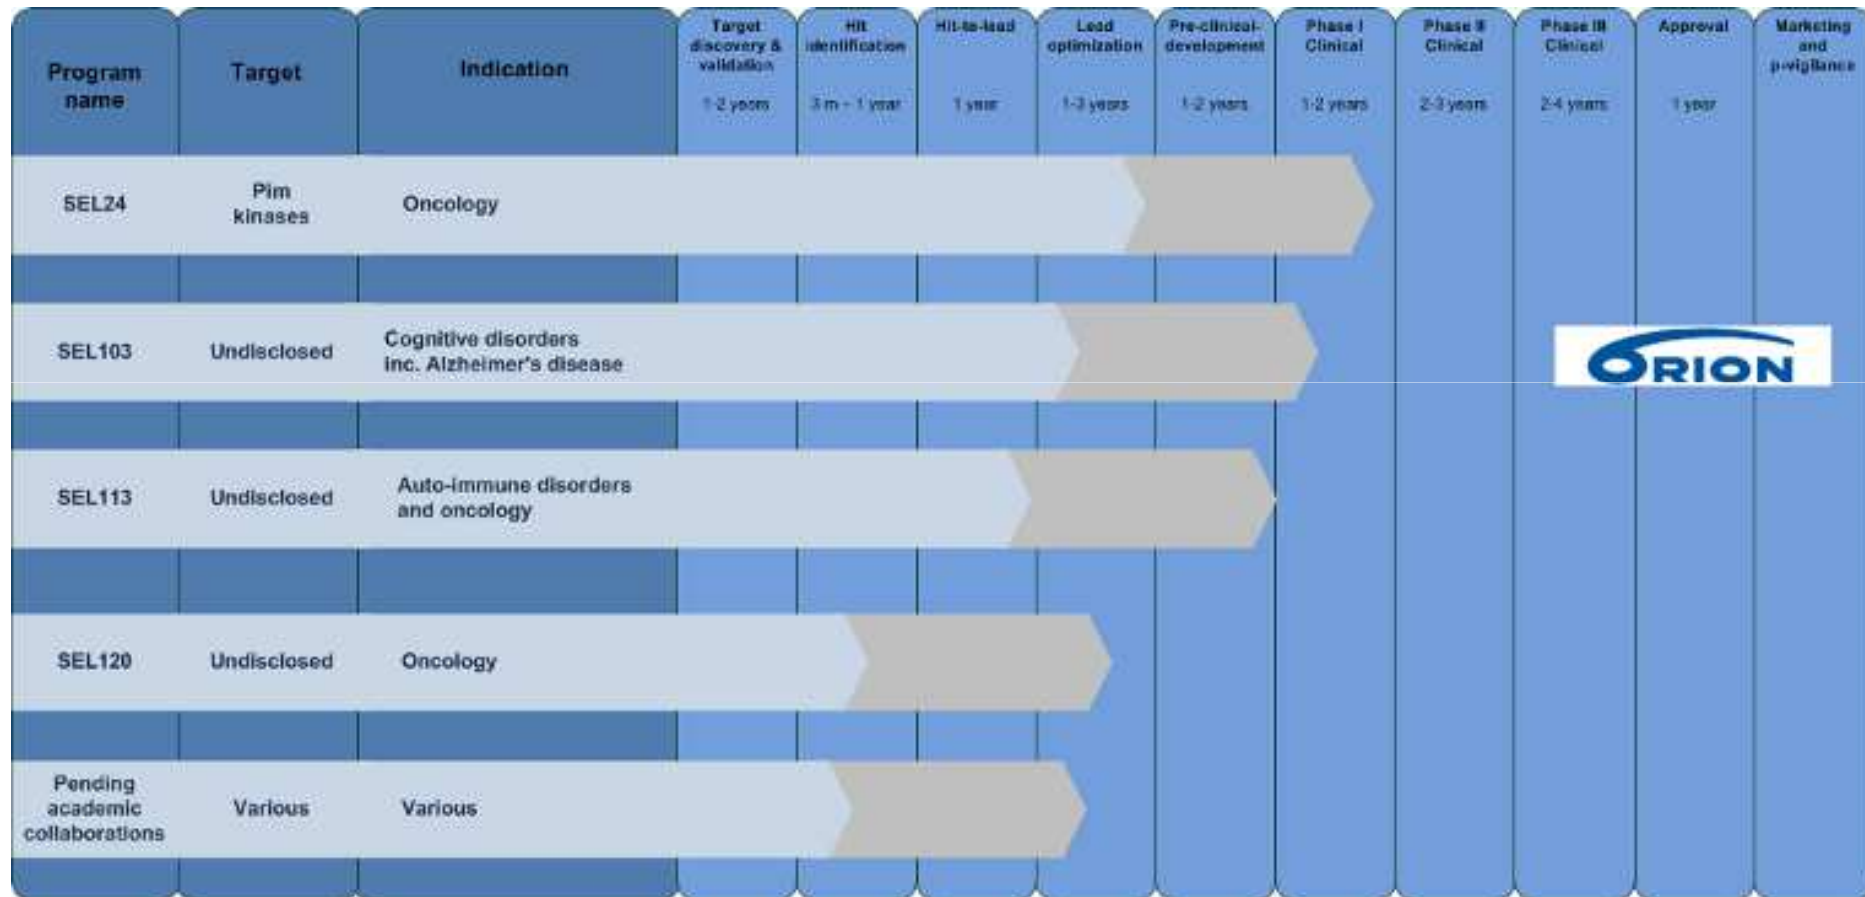 Program
name
Target
Indication
Target
discovery &
validation
1-2 years
Hit
identification
3 m - 1 year
Hit-to-lead
1 year
Lead
optimization
1-3 years
Pre-clinical-
development
1-2 years
Phase I
Clinical
1-2 years
Phase II
Clinical
2-3 years
Phase III
Clinical
2-4 years
Approval
1 year
Marketing
and
p-vigilance
SEL24
Pim
kinases
Oncology
SEL103
Undisclosed
Cognitive disorders
inc. Alzheimer's disease
ORION
SEL113
Undisclosed
Auto-immune disorders
and oncology
SEL120
Undisclosed
Oncology
Pending
academic
collaborations
Various
Various